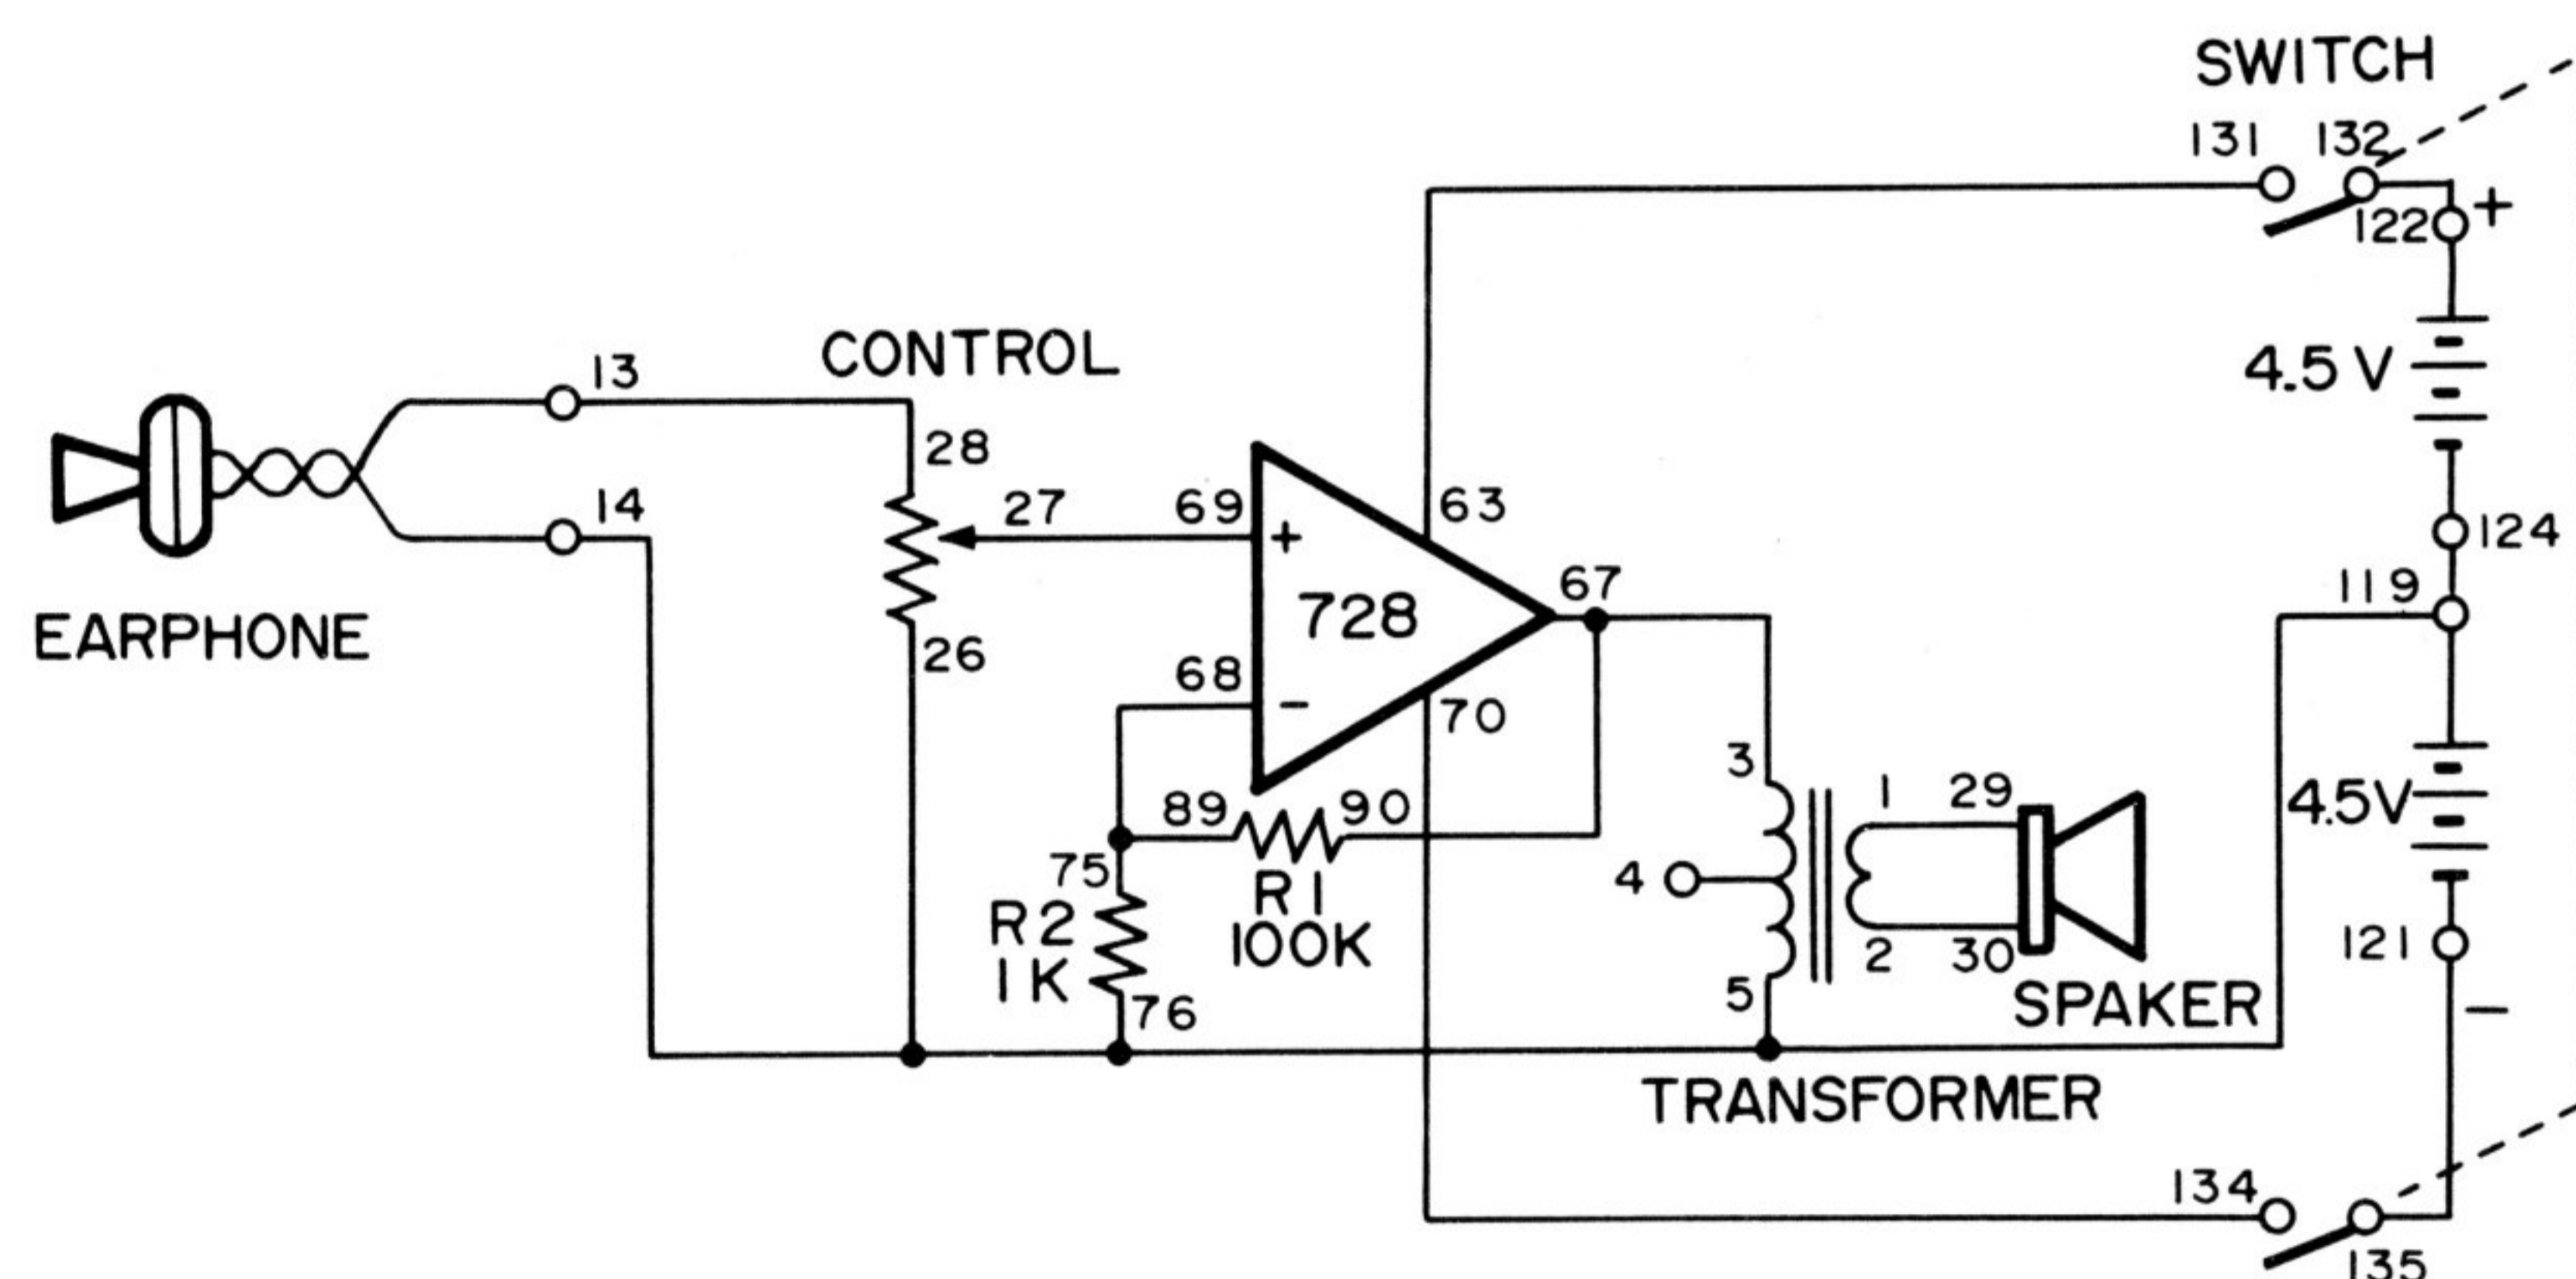 SWITCH
131 132
122 +
4.5 V
13
CONTROL
28
14
27
69
63
124
+
728
67
119
EARPHONE
26
68
-
70
3
89
90
1
29
4.5V
75
4
R2
1K
R1
100K
121
76
5
2
30
SPAKER
-
TRANSFORMER
134
135